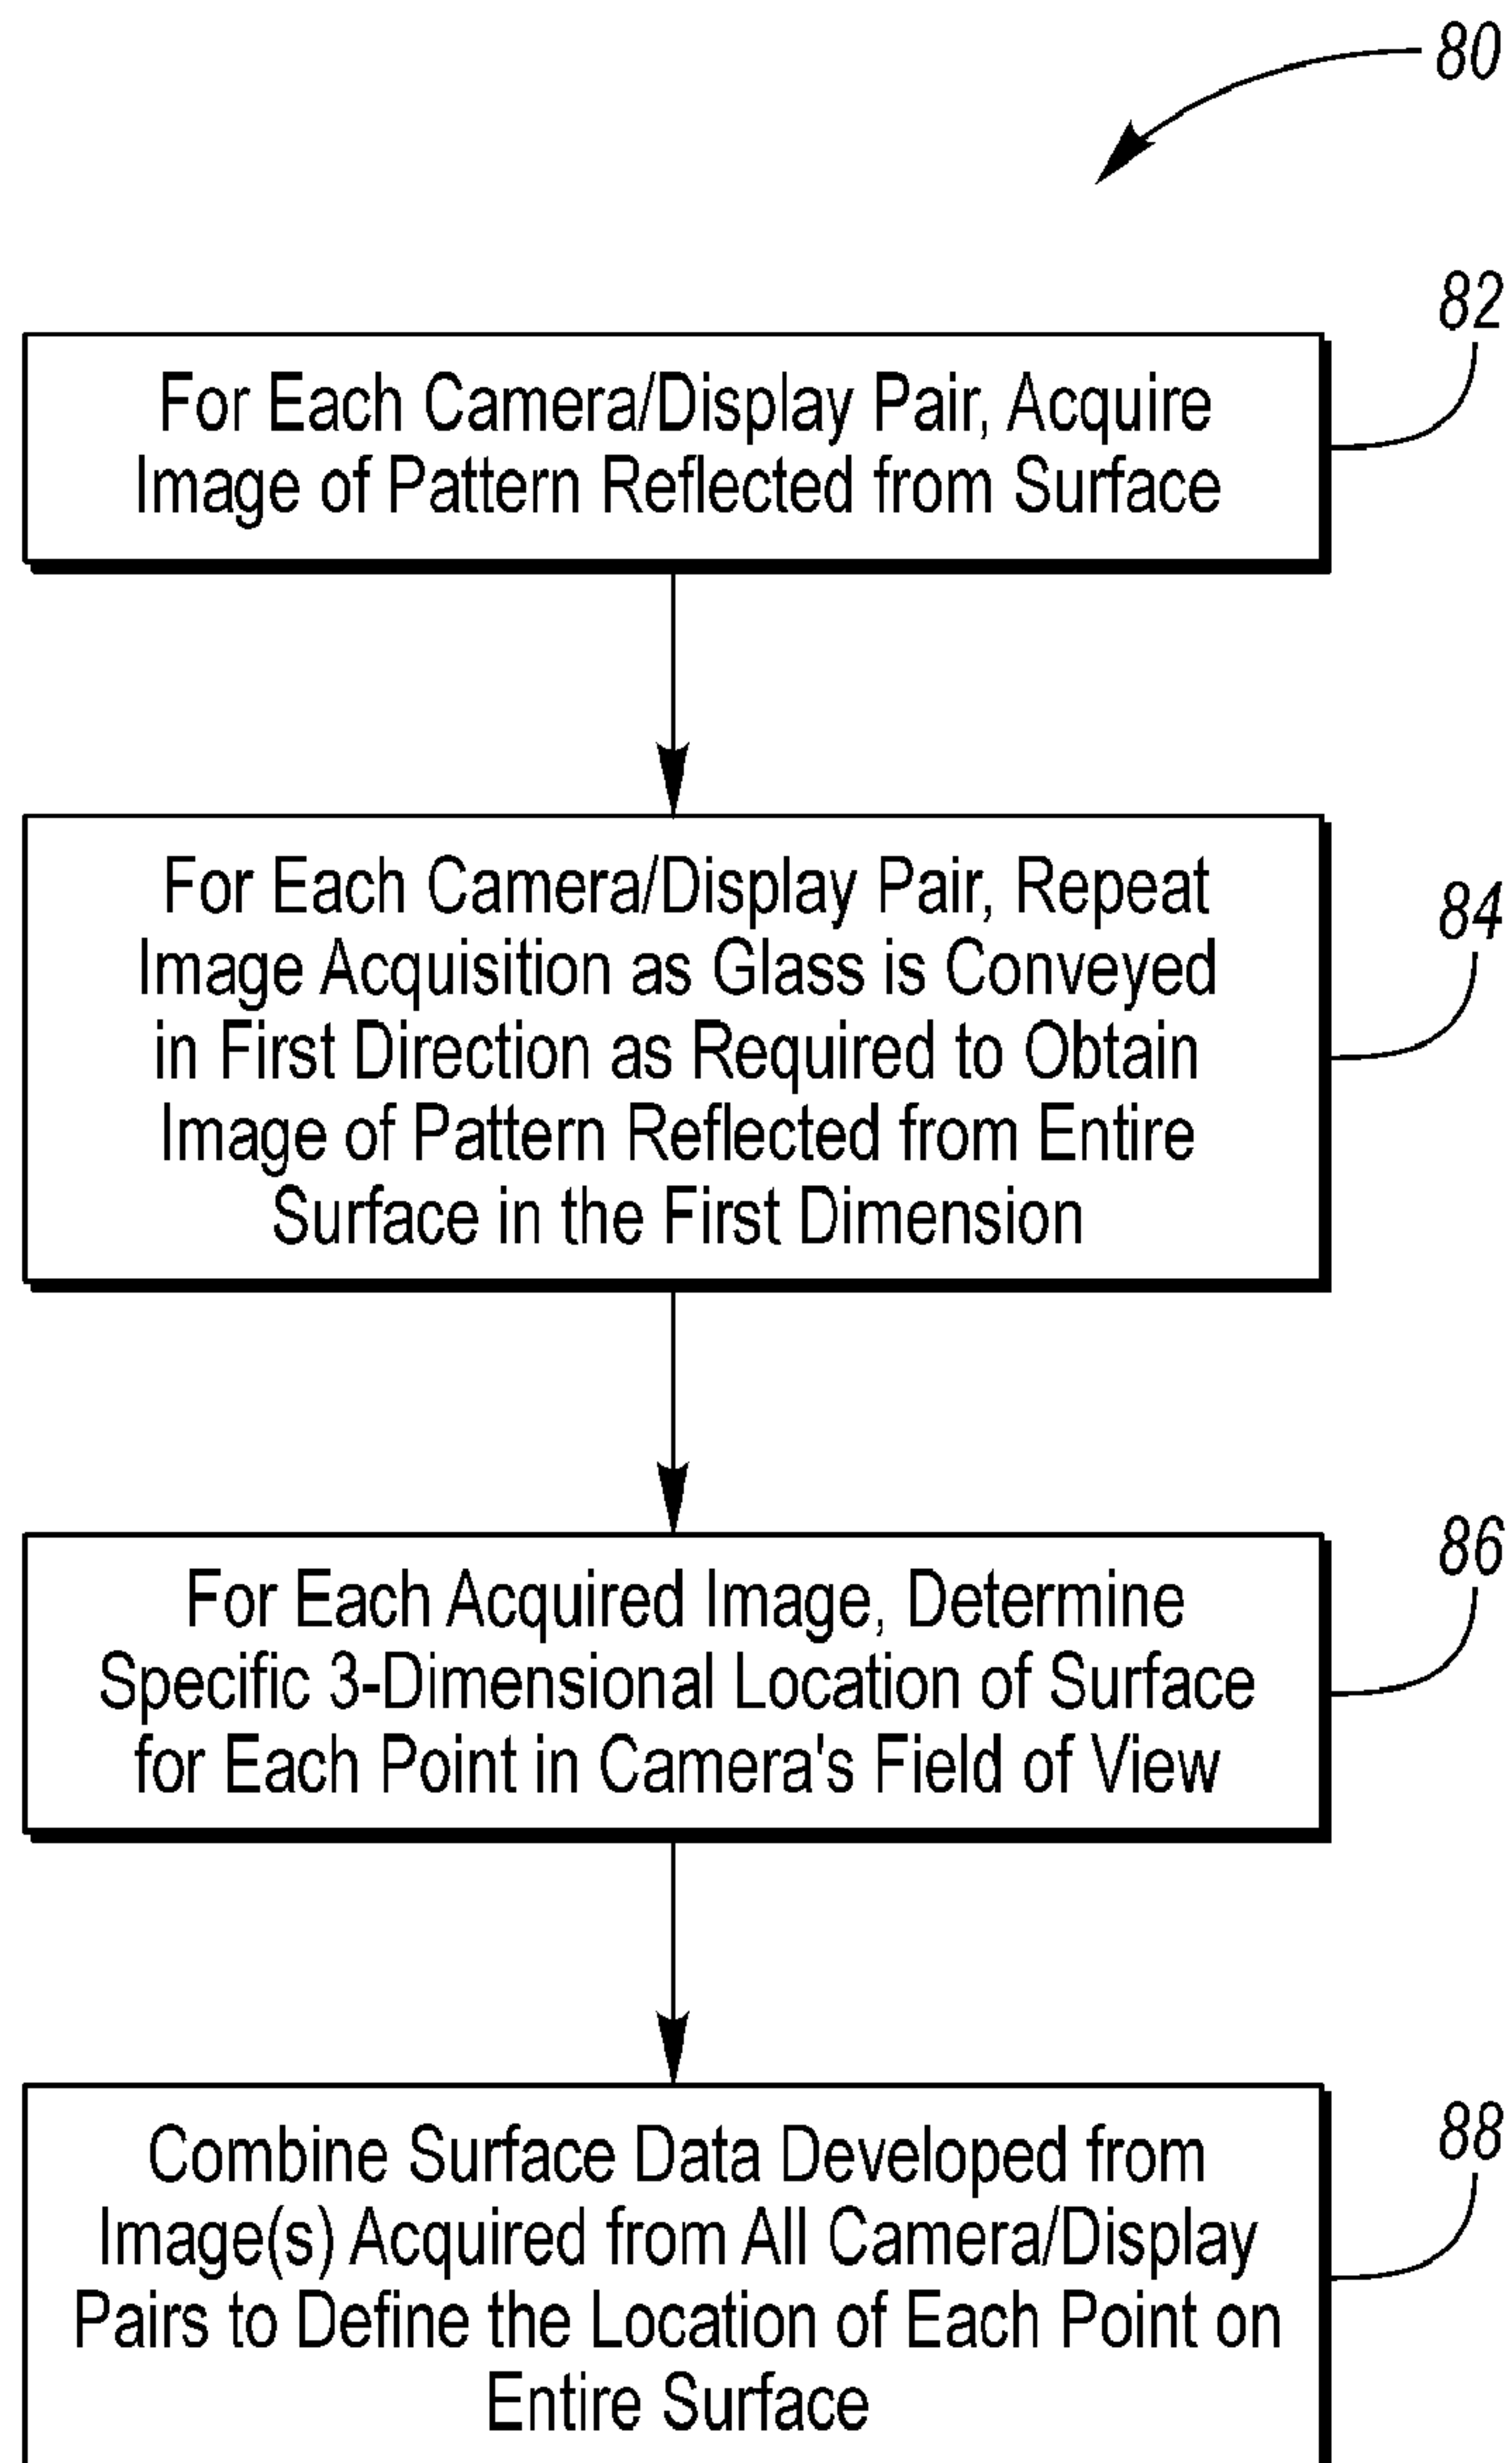 80
82
For Each Camera/Display Pair, Acquire
Image of Pattern Reflected from Surface
84
For Each Camera/Display Pair, Repeat
Image Acquisition as Glass is Conveyed
in First Direction as Required to Obtain
Image of Pattern Reflected from Entire
Surface in the First Dimension
86
For Each Acquired Image, Determine
Specific 3-Dimensional Location of Surface
for Each Point in Camera's Field of View
88
Combine Surface Data Developed from
Image(s) Acquired from All Camera/Display
Pairs to Define the Location of Each Point on
Entire Surface